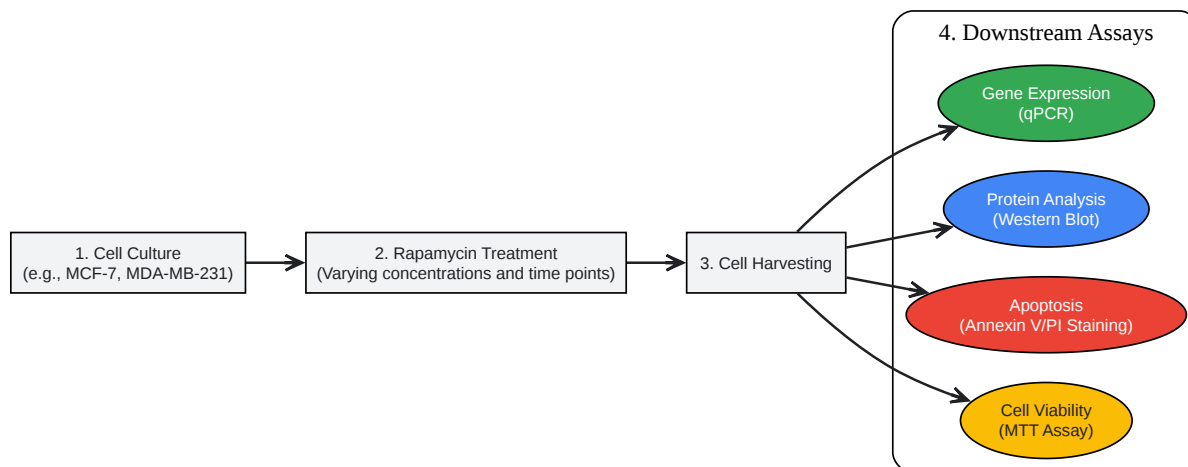 1. Cell Culture
(e.g., MCF-7, MDA-MB-231)
2. Rapamycin Treatment
(Varying concentrations and time points)
3. Cell Harvesting
4. Downstream Assays
Gene Expression
(qPCR)
Protein Analysis
(Western Blot)
Apoptosis
(Annexin V/PI Staining)
Cell Viability
(MTT Assay)